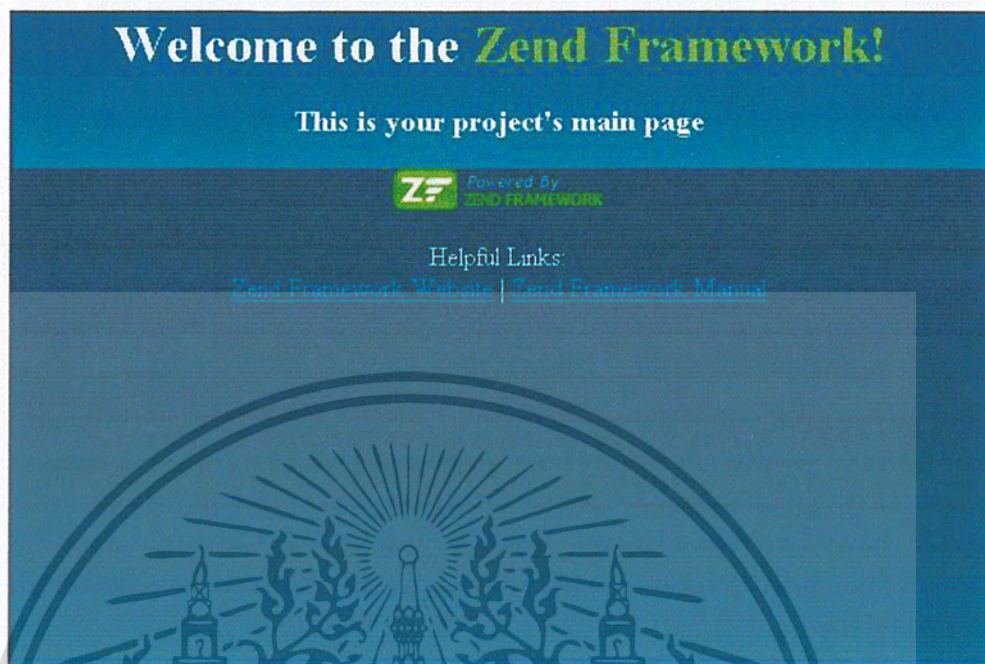 Welcome to the Zend Framework!
This is your project's main page
ZF Powered By
ZEND FRAMEWORK
Helpful Links:
Zend Framework Website | Zend Framework Manual